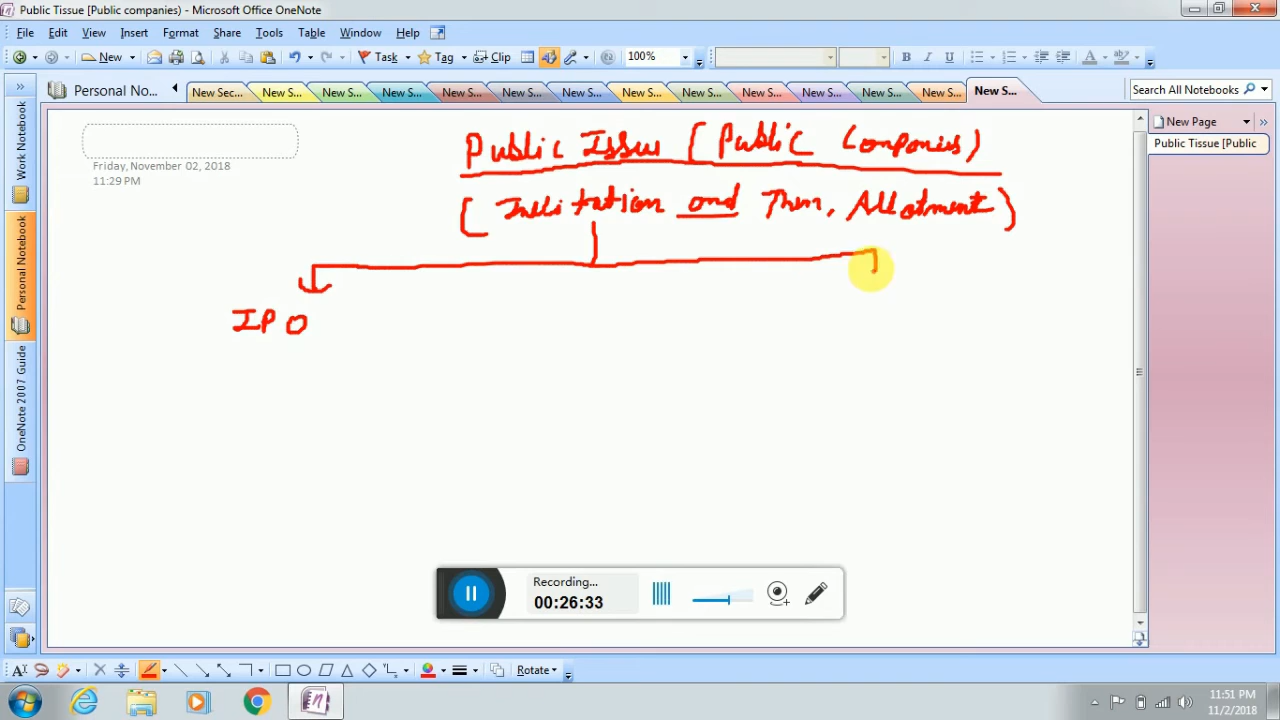 Public Tissue [Public companies) - Microsoft Office OneNote
File Edit View Insert Format Share Tools Table Window Help
Back New Task Tag Clip 100%
Personal No... New Sec... New S... New S... New S... New S... New S... New S... New S... New S... New S... New S... New S... New S... New S... Search All Notebooks
New Page
Public Tissue [Public
Work Notebook
Personal Notebook
OneNote 2007 Guide
Friday, November 02, 2018
11:29 PM
Public Issue [Public Companies)
[ and Then, Allotment)
IPO
Recording...
00:26:33
Rotate
11:51 PM
11/2/2018